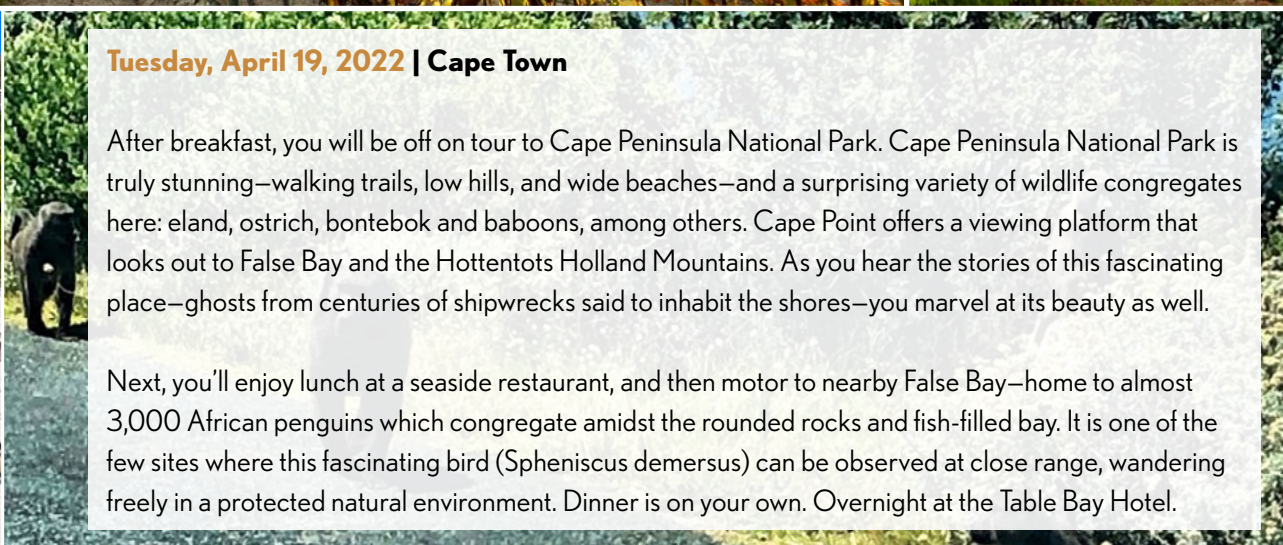 Tuesday, April 19, 2022 | Cape Town
After breakfast, you will be off on tour to Cape Peninsula National Park. Cape Peninsula National Park is
truly stunning—walking trails, low hills, and wide beaches—and a surprising variety of wildlife congregates
here: eland, ostrich, bontebok and baboons, among others. Cape Point offers a viewing platform that
looks out to False Bay and the Hottentots Holland Mountains. As you hear the stories of this fascinating
place—ghosts from centuries of shipwrecks said to inhabit the shores—you marvel at its beauty as well.
Next, you'll enjoy lunch at a seaside restaurant, and then motor to nearby False Bay—home to almost
3,000 African penguins which congregate amidst the rounded rocks and fish-filled bay. It is one of the
few sites where this fascinating bird (Spheniscus demersus) can be observed at close range, wandering
freely in a protected natural environment. Dinner is on your own. Overnight at the Table Bay Hotel.